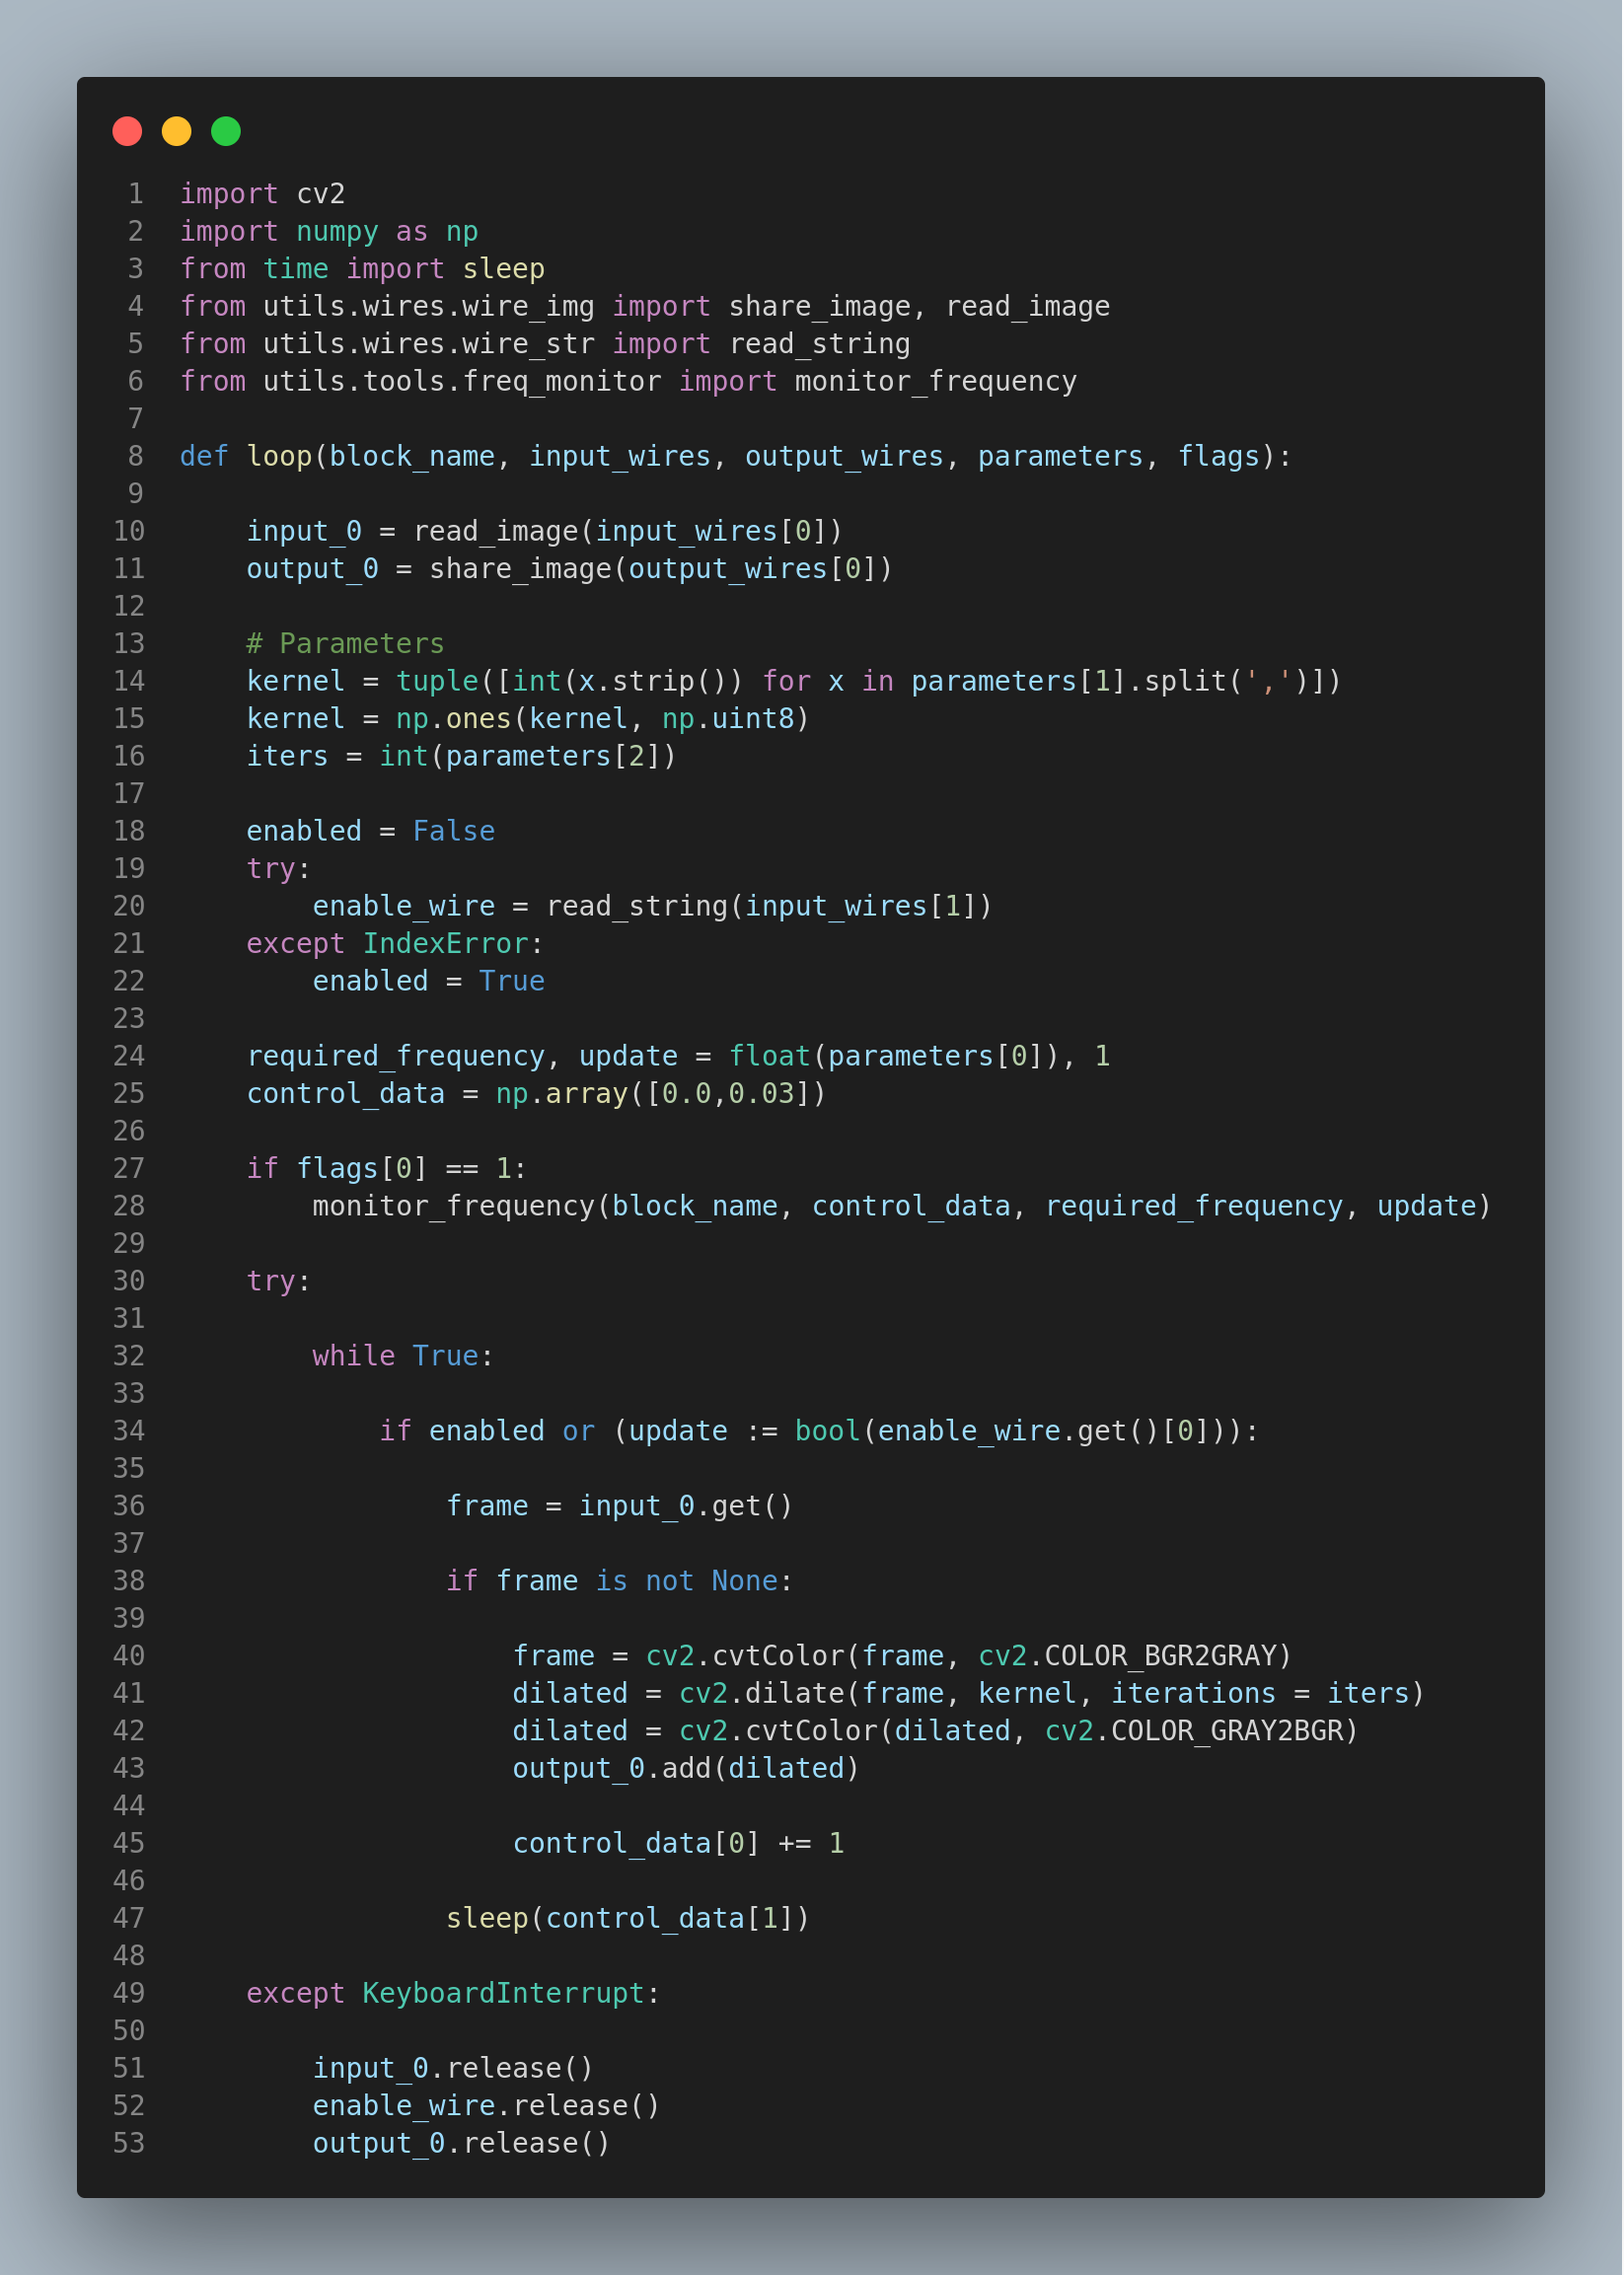 1 import cv2
2 import numpy as np
3 from time import sleep
4 from utils.wires.wire_img import share_image, read_image
5 from utils.wires.wire_str import read_string
6 from utils.tools.freq_monitor import monitor_frequency
7
8 def loop(block_name, input_wires, output_wires, parameters, flags):
9
10     input_0 = read_image(input_wires[0])
11     output_0 = share_image(output_wires[0])
12
13     # Parameters
14     kernel = tuple([int(x.strip()) for x in parameters[1].split(',')])
15     kernel = np.ones(kernel, np.uint8)
16     iters = int(parameters[2])
17
18     enabled = False
19     try:
20         enable_wire = read_string(input_wires[1])
21     except IndexError:
22         enabled = True
23
24     required_frequency, update = float(parameters[0]), 1
25     control_data = np.array([0.0,0.03])
26
27     if flags[0] == 1:
28         monitor_frequency(block_name, control_data, required_frequency, update)
29
30     try:
31
32         while True:
33
34             if enabled or (update := bool(enable_wire.get()[0])):
35
36                 frame = input_0.get()
37
38                 if frame is not None:
39
40                     frame = cv2.cvtColor(frame, cv2.COLOR_BGR2GRAY)
41                     dilated = cv2.dilate(frame, kernel, iterations = iters)
42                     dilated = cv2.cvtColor(dilated, cv2.COLOR_GRAY2BGR)
43                     output_0.add(dilated)
44
45                     control_data[0] += 1
46
47                 sleep(control_data[1])
48
49     except KeyboardInterrupt:
50
51         input_0.release()
52         enable_wire.release()
53         output_0.release()